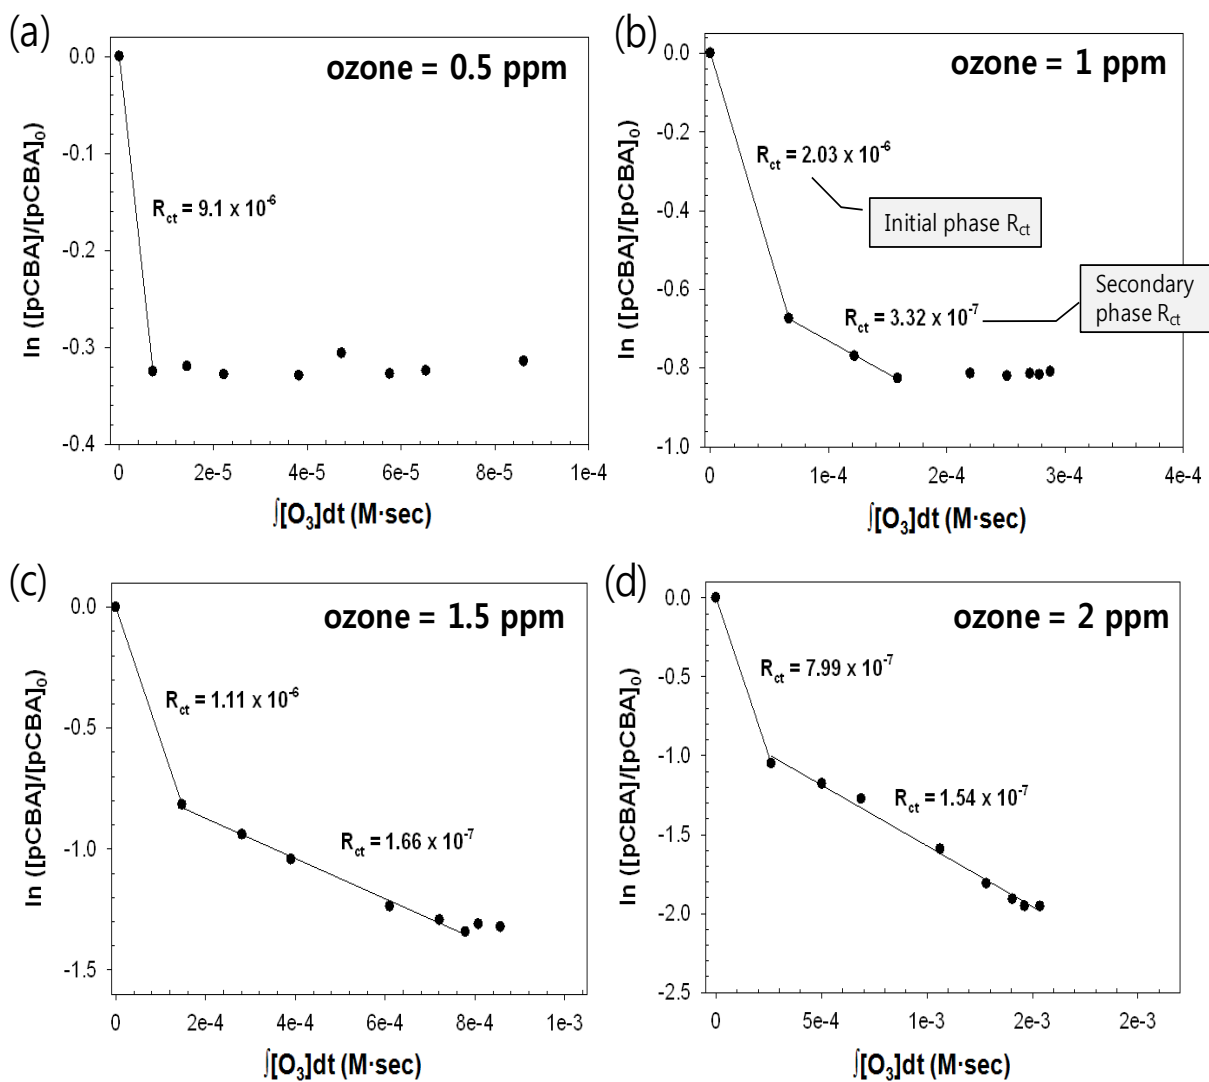 (a)
ozone = 0.5 ppm
ln ([pCBA]/[pCBA]₀)
0.0
-0.1
-0.2
-0.3
-0.4
R_ct = 9.1 x 10⁻⁶
0
2e-5
4e-5
6e-5
8e-5
1e-4
∫[O₃]dt (M·sec)
(b)
ozone = 1 ppm
ln ([pCBA]/[pCBA]₀)
0.0
-0.2
-0.4
-0.6
-0.8
-1.0
R_ct = 2.03 x 10⁻⁶
Initial phase R_ct
R_ct = 3.32 x 10⁻⁷
Secondary
phase R_ct
0
1e-4
2e-4
3e-4
4e-4
∫[O₃]dt (M·sec)
(c)
ozone = 1.5 ppm
ln ([pCBA]/[pCBA]₀)
0.0
-0.5
-1.0
-1.5
R_ct = 1.11 x 10⁻⁶
R_ct = 1.66 x 10⁻⁷
0
2e-4
4e-4
6e-4
8e-4
1e-3
∫[O₃]dt (M·sec)
(d)
ozone = 2 ppm
ln ([pCBA]/[pCBA]₀)
0.0
-0.5
-1.0
-1.5
-2.0
-2.5
R_ct = 7.99 x 10⁻⁷
R_ct = 1.54 x 10⁻⁷
0
5e-4
1e-3
2e-3
2e-3
∫[O₃]dt (M·sec)